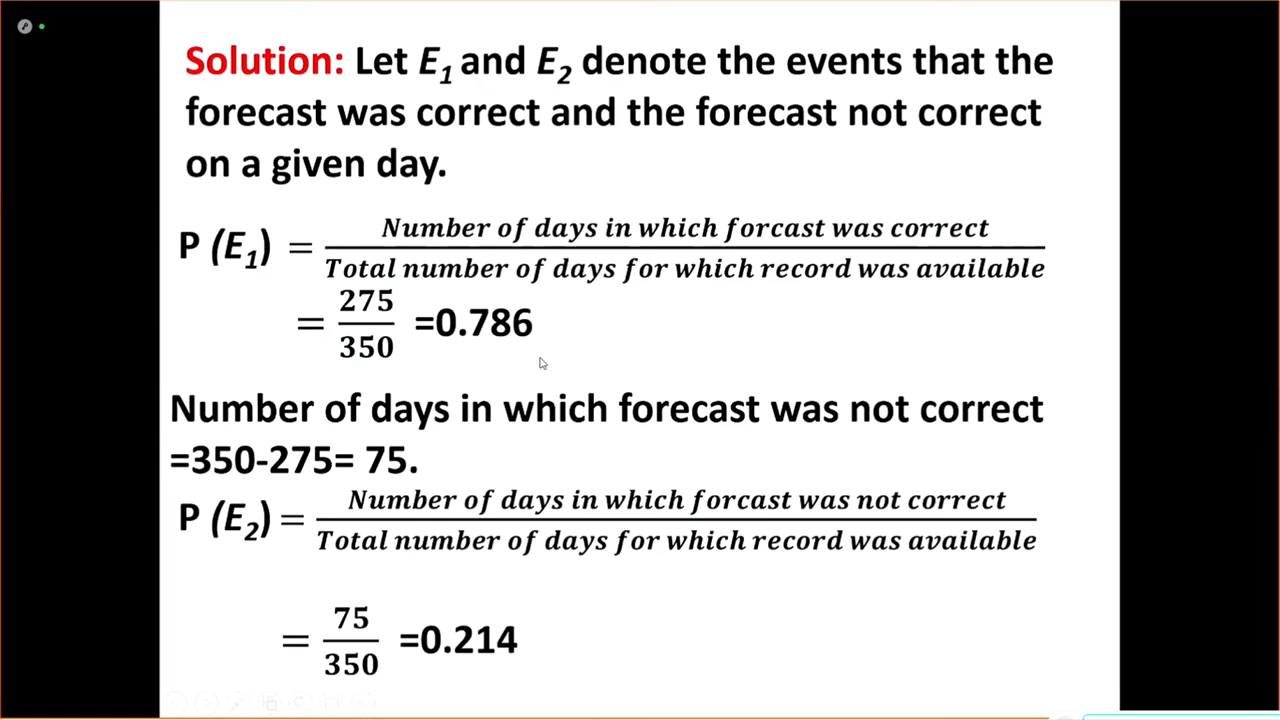 Solution: Let E₁ and E₂ denote the events that the
forecast was correct and the forecast not correct
on a given day.
P (E₁) = Number of days in which forcast was correct / Total number of days for which record was available
= 275/350 =0.786
Number of days in which forecast was not correct
=350-275= 75.
P (E₂) = Number of days in which forcast was not correct / Total number of days for which record was available
= 75/350 =0.214